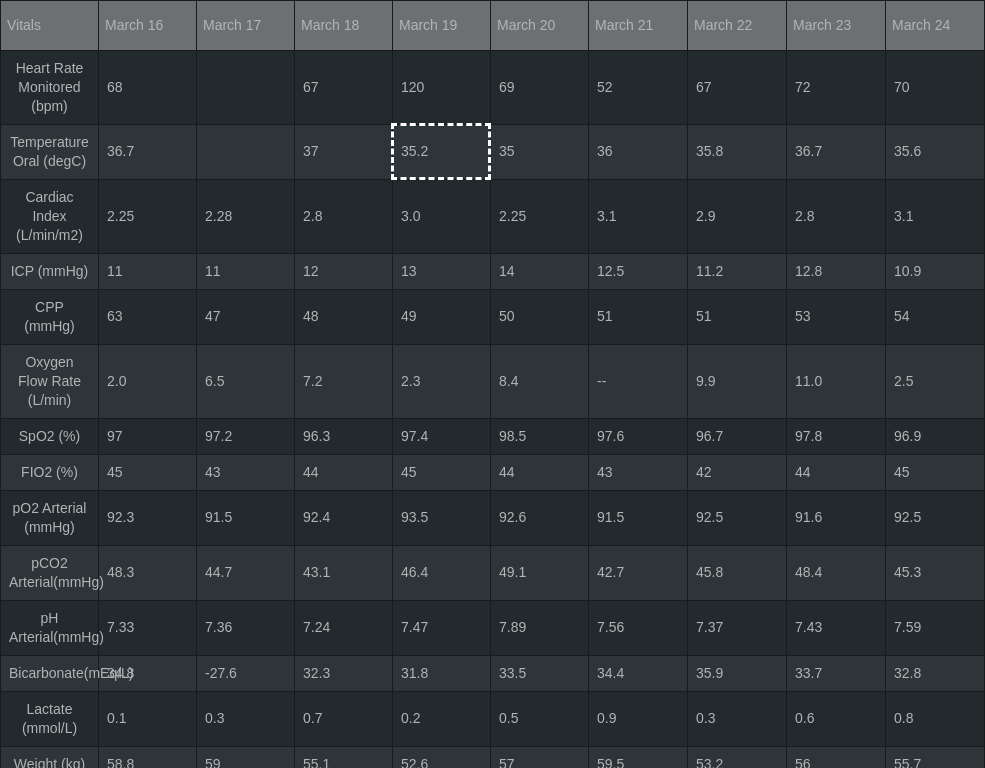 Vitals March 16 March 17 March 18 March 19 March 20 March 21 March 22 March 23 March 24
Heart Rate
Monitored
(bpm)
68 67 120 69 52 67 72 70
Temperature
Oral (degC)
36.7 37 35.2 35 36 35.8 36.7 35.6
Cardiac
Index
(L/min/m2)
2.25 2.28 2.8 3.0 2.25 3.1 2.9 2.8 3.1
ICP (mmHg) 11 11 12 13 14 12.5 11.2 12.8 10.9
CPP
(mmHg)
63 47 48 49 50 51 51 53 54
Oxygen
Flow Rate
(L/min)
2.0 6.5 7.2 2.3 8.4 -- 9.9 11.0 2.5
SpO2 (%) 97 97.2 96.3 97.4 98.5 97.6 96.7 97.8 96.9
FIO2 (%) 45 43 44 45 44 43 42 44 45
pO2 Arterial
(mmHg)
92.3 91.5 92.4 93.5 92.6 91.5 92.5 91.6 92.5
pCO2
Arterial(mmHg)
48.3 44.7 43.1 46.4 49.1 42.7 45.8 48.4 45.3
pH
Arterial(mmHg)
7.33 7.36 7.24 7.47 7.89 7.56 7.37 7.43 7.59
Bicarbonate(mEq/L) 34.3 -27.6 32.3 31.8 33.5 34.4 35.9 33.7 32.8
Lactate
(mmol/L)
0.1 0.3 0.7 0.2 0.5 0.9 0.3 0.6 0.8
Weight (kg) 58.8 59 55.1 52.6 57 59.5 53.2 56 55.7